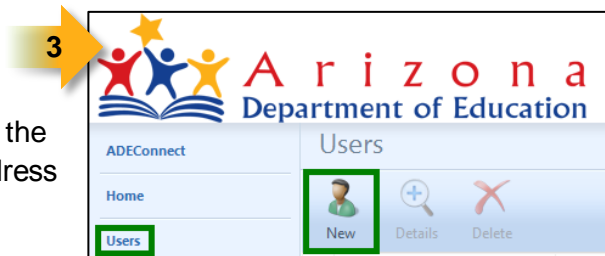 3
Arizona
Department of Education
the
dress
ADEConnect
Home
Users
Users
New Details Delete